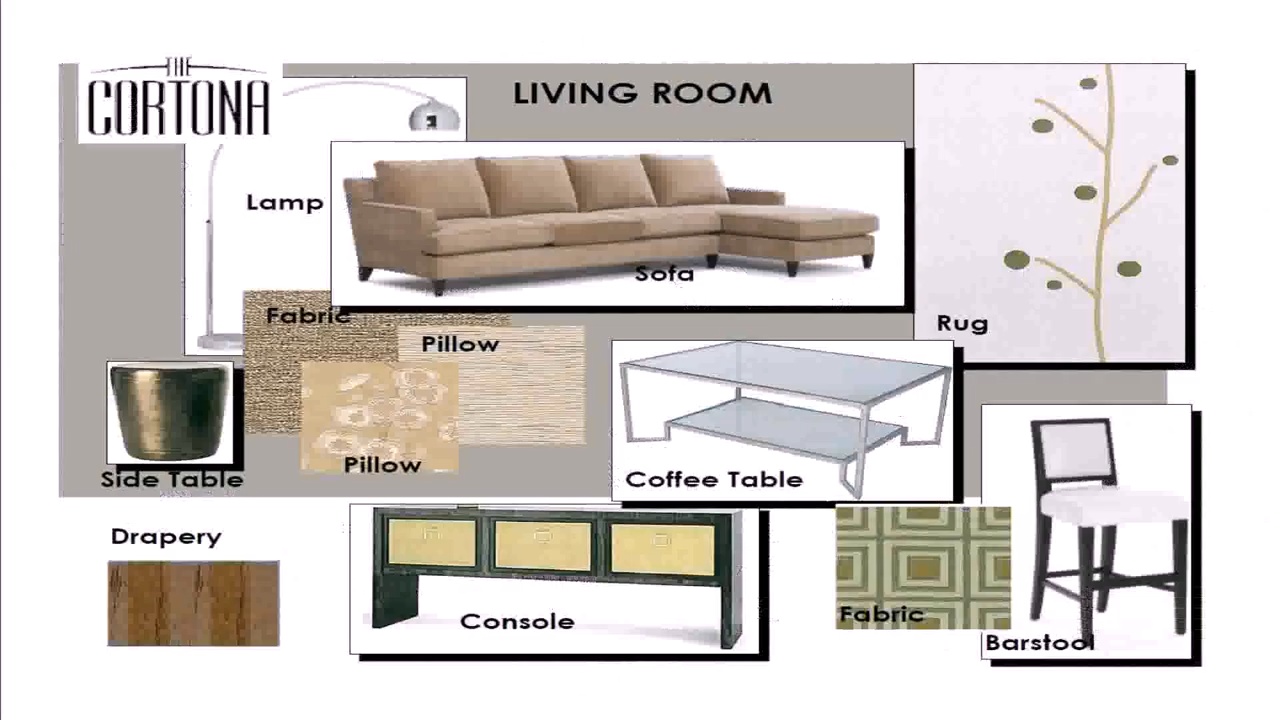 THE
CORTONA
LIVING ROOM
Lamp
Sofa
Fabric
Pillow
Rug
Pillow
Side Table
Coffee Table
Drapery
Console
Fabric
Barstool